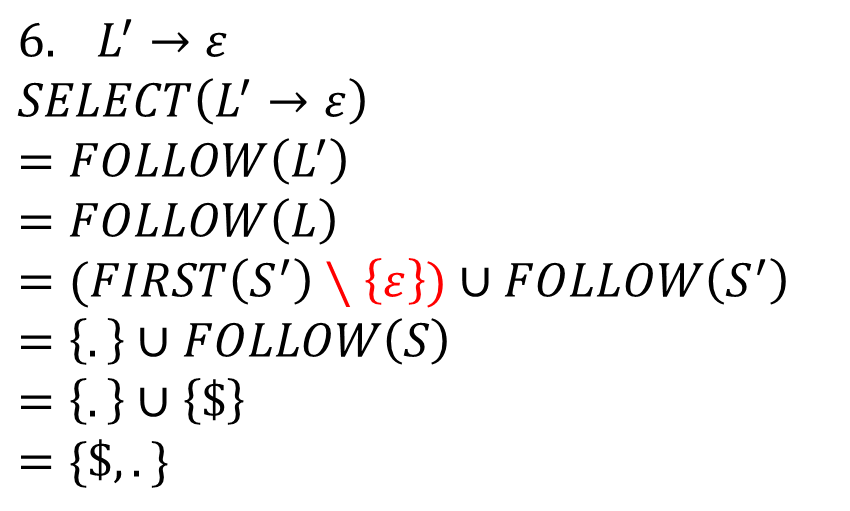 6. L′ → ε
SELECT(L′ → ε)
= FOLLOW(L′)
= FOLLOW(L)
= (FIRST(S′) \ {ε}) ∪ FOLLOW(S′)
= {.} ∪ FOLLOW(S)
= {.} ∪ {$}
= {$,.}